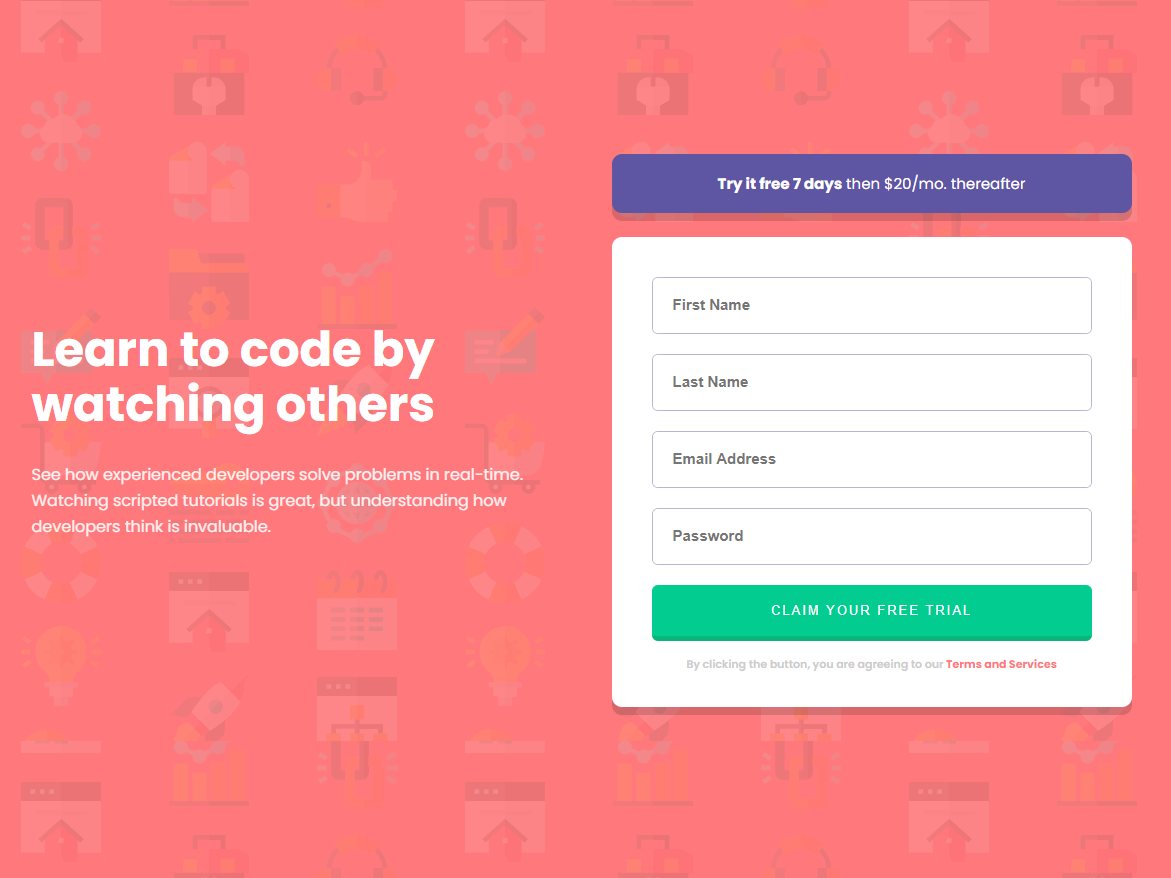 Learn to code by
watching others
See how experienced developers solve problems in real-time.
Watching scripted tutorials is great, but understanding how
developers think is invaluable.
Try it free 7 days then $20/mo. thereafter
First Name
Last Name
Email Address
Password
CLAIM YOUR FREE TRIAL
By clicking the button, you are agreeing to our Terms and Services